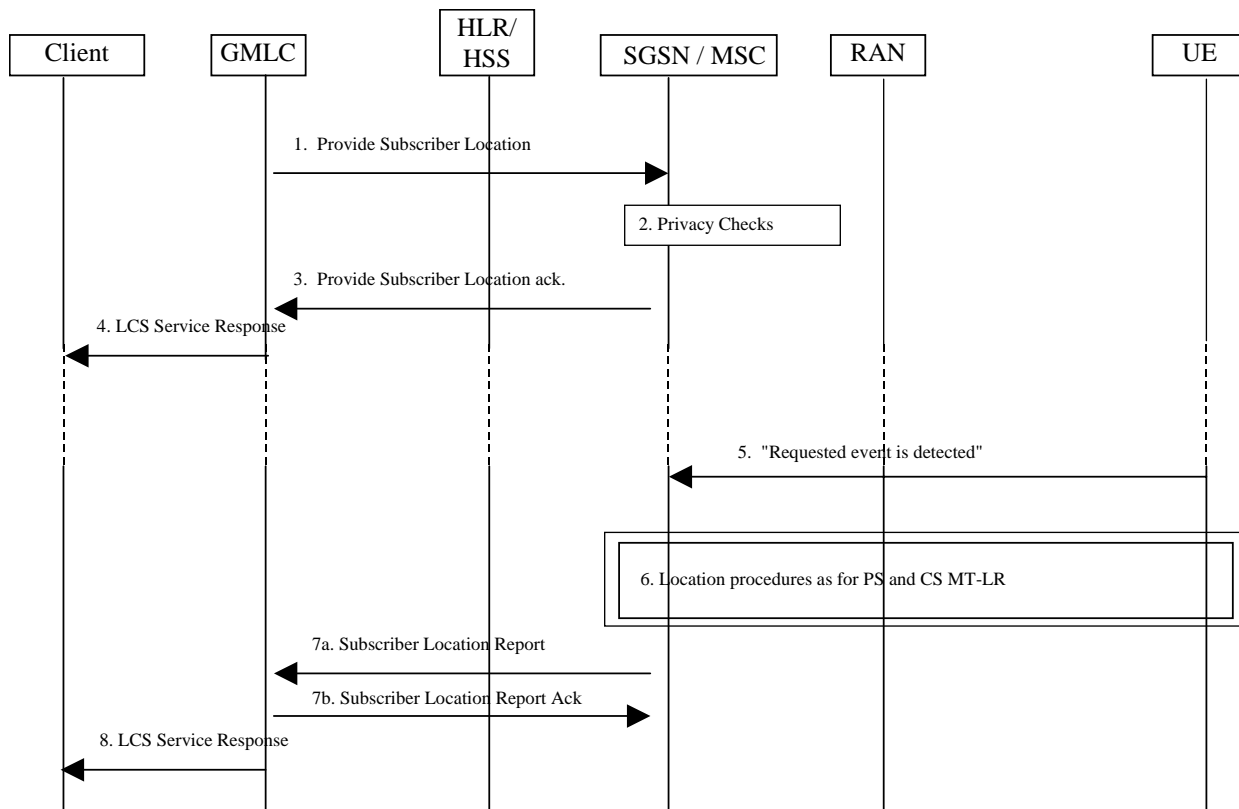 Client
GMLC
HLR/
HSS
SGSN / MSC
RAN
UE
1. Provide Subscriber Location
2. Privacy Checks
3. Provide Subscriber Location ack.
4. LCS Service Response
5. "Requested event is detected"
6. Location procedures as for PS and CS MT-LR
7a. Subscriber Location Report
7b. Subscriber Location Report Ack
8. LCS Service Response